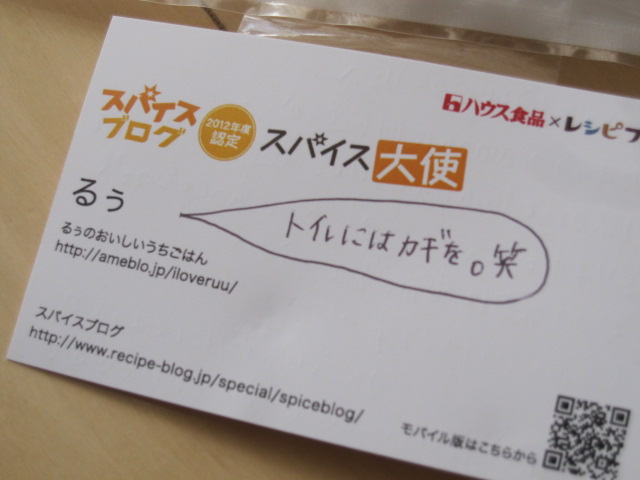 ハウス食品×レシピブ
スパイス
ブログ
2012年度
認定
スパイス大使
るぅ
トイレにはカギを。笑
るぅのおいしいうちごはん
http://ameblo.jp/iloveruu/
スパイスブログ
http://www.recipe-blog.jp/special/spiceblog/
モバイル版はこちらから